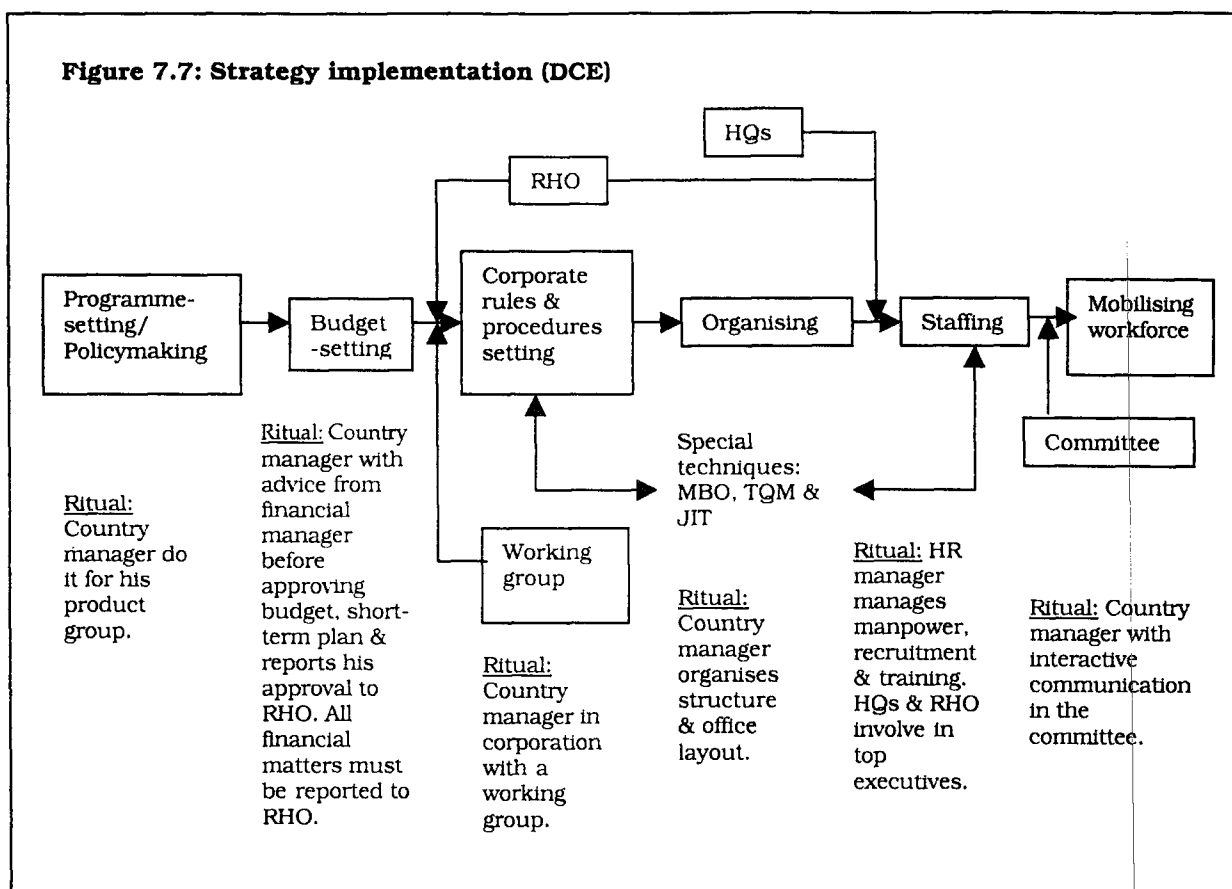 Figure 7.7: Strategy implementation (DCE)
HQs
RHO
Programme-
setting/
Policymaking
Budget
-setting
Corporate
rules &
procedures
setting
Organising
Staffing
Mobilising
workforce
Committee
Special
techniques:
MBO, TQM &
JIT
Working
group
Ritual:
Country
manager do
it for his
product
group.
Ritual: Country
manager with
advice from
financial
manager
before
approving
budget, short-
term plan &
reports his
approval to
RHO. All
financial
matters must
be reported to
RHO.
Ritual:
Country
manager in
corporation
with a
working
group.
Ritual:
Country
manager
organises
structure
& office
layout.
Ritual: HR
manager
manages
manpower,
recruitment
& training.
HQs & RHO
involve in
top
executives.
Ritual: Country
manager with
interactive
communication
in the
committee.